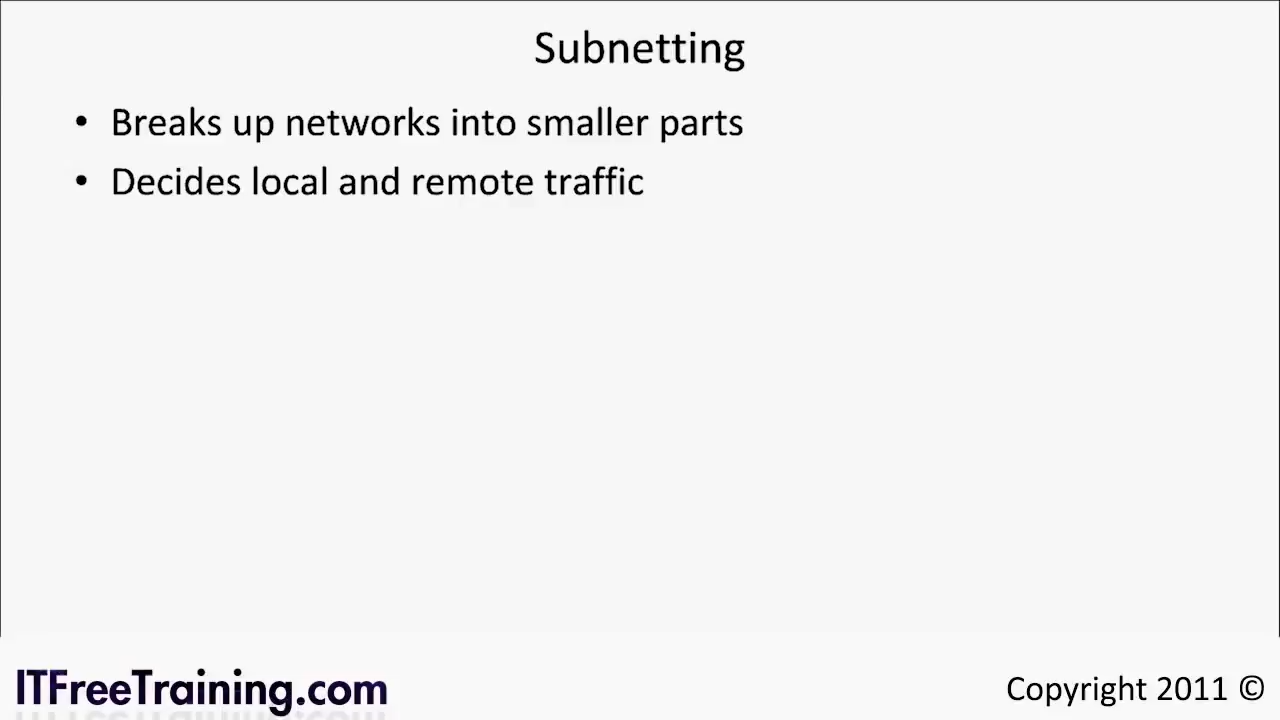 Subnetting
• Breaks up networks into smaller parts
• Decides local and remote traffic
ITFreeTraining.com
Copyright 2011 ©